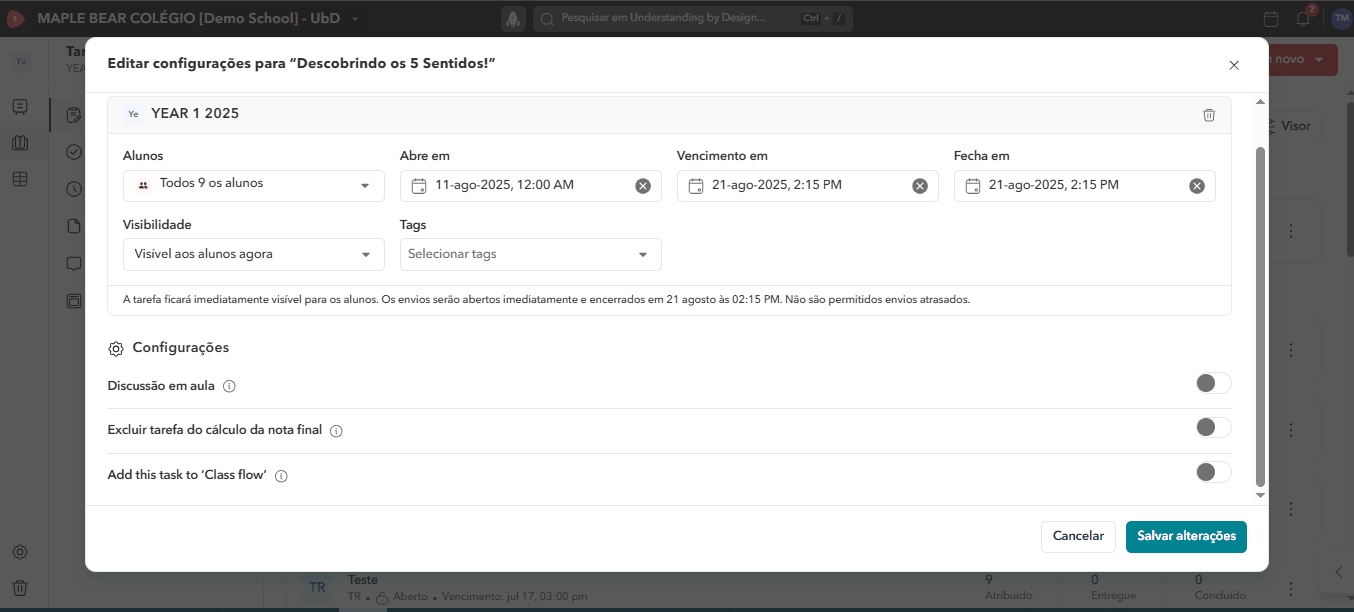 MAPLE BEAR COLÉGIO [Demo School] - UbD
Pesquisar em Understanding by Design...
Ctrl + /
2
TM
Ye
Tar
YEA
novo
Visor
Editar configurações para “Descobrindo os 5 Sentidos!”
Ye YEAR 1 2025
Alunos Abre em Vencimento em Fecha em
Todos 9 os alunos 11-ago-2025, 12:00 AM 21-ago-2025, 2:15 PM 21-ago-2025, 2:15 PM
Visibilidade Tags
Visível aos alunos agora Selecionar tags
A tarefa ficará imediatamente visível para os alunos. Os envios serão abertos imediatamente e encerrados em 21 agosto às 02:15 PM. Não são permitidos envios atrasados.
Configurações
Discussão em aula
Excluir tarefa do cálculo da nota final
Add this task to ‘Class flow’
Cancelar Salvar alterações
TR Teste 9 0 0
TR • Aberto • Vencimento: jul 17, 03:00 pm Atribuído Entregue Concluído